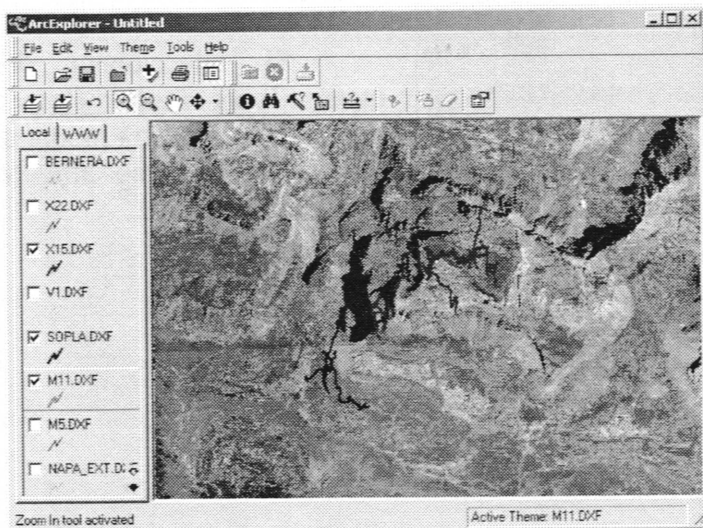 ArcExplorer - Untitled
File Edit View Theme Tools Help
Local WWW
BERNERA.DXF
X22.DXF
X15.DXF
V1.DXF
SOPLA.DXF
M11.DXF
M5.DXF
NAPA_EXT.D
Zoom In tool activated
Active Theme: M11.DXF